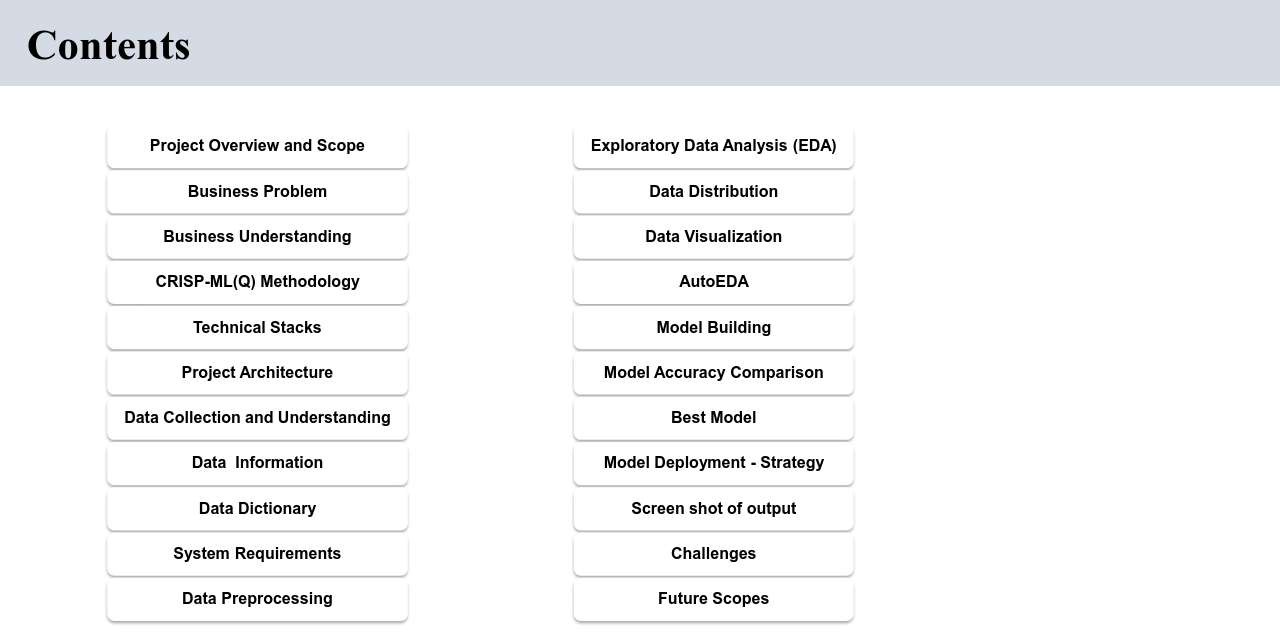 Contents
Project Overview and Scope
Business Problem
Business Understanding
CRISP-ML(Q) Methodology
Technical Stacks
Project Architecture
Data Collection and Understanding
Data  Information
Data Dictionary
System Requirements
Data Preprocessing
Exploratory Data Analysis (EDA)
Data Distribution
Data Visualization
AutoEDA
Model Building
Model Accuracy Comparison
Best Model
Model Deployment - Strategy
Screen shot of output
Challenges
Future Scopes